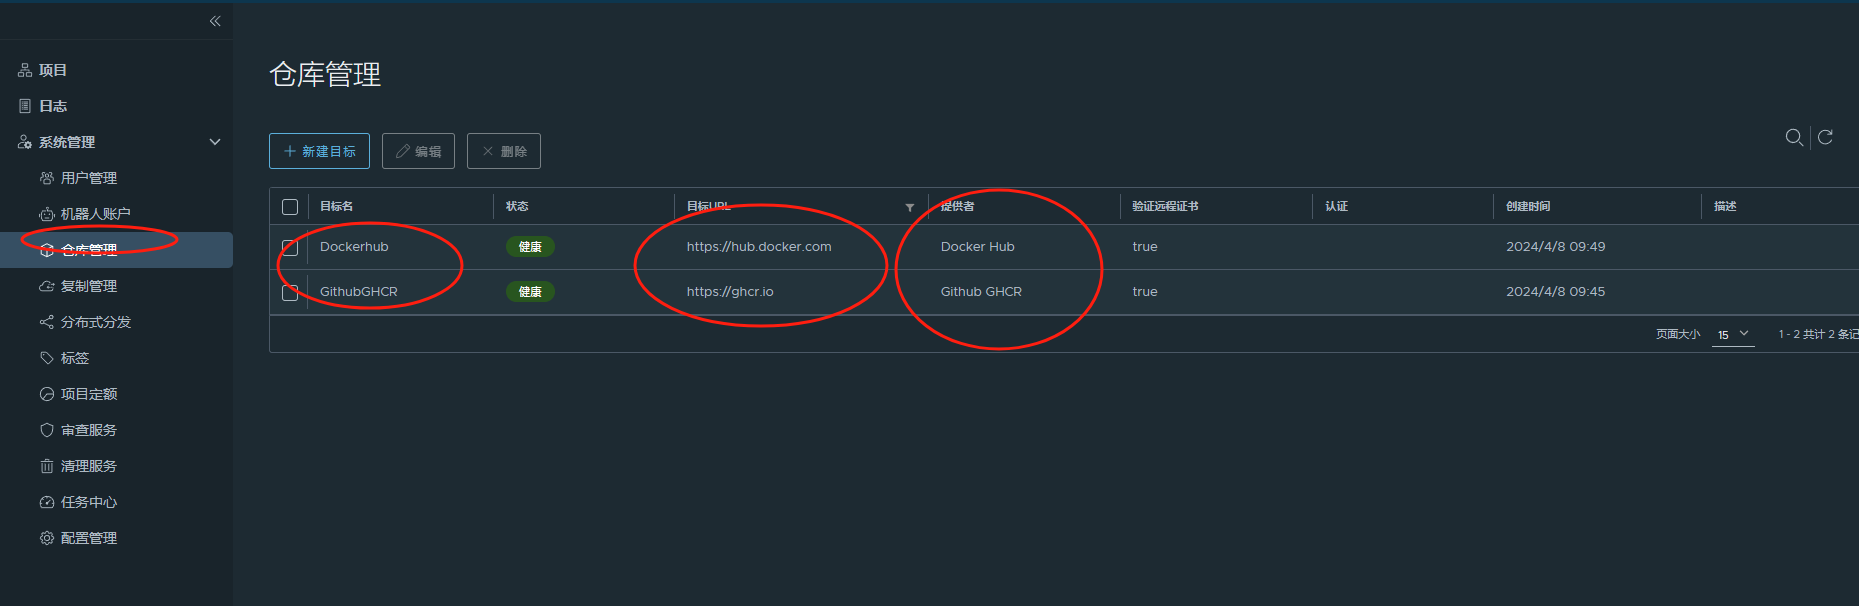 项目
日志
系统管理
用户管理
机器人账户
仓库管理
复制管理
分布式分发
标签
项目定额
审查服务
清理服务
任务中心
配置管理
仓库管理
新建目标 编辑 删除
目标名 状态 目标URL 提供者 验证远程证书 认证 创建时间 描述
Dockerhub 健康 https://hub.docker.com Docker Hub true 2024/4/8 09:49
GithubGHCR 健康 https://ghcr.io Github GHCR true 2024/4/8 09:45
页面大小 15 1 - 2 共计 2 条记